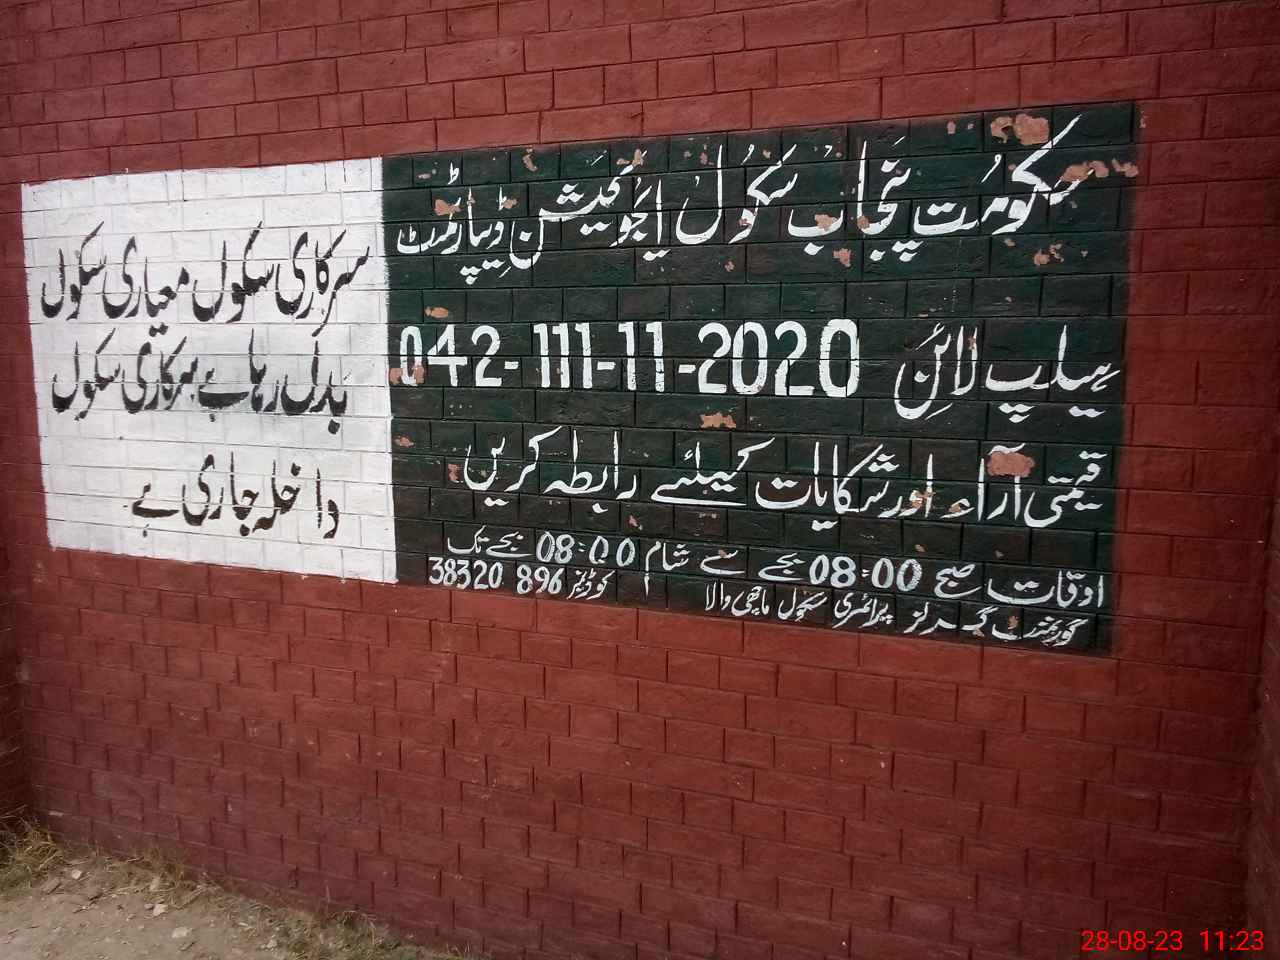 حکومت پنجاب سکول ایجوکیشن ڈیپارٹمنٹ
ہیلپ لائن 042-111-11-2020
قیمتی آراء اور شکایات کیلئے رابطہ کریں
اوقات صبح 08:00 بجے سے شام 08:00 بجے تک
گورنمنٹ گرلز پرائمری سکول ماچھی والا 38320 896
سرکاری سکول معیاری سکول
بدل رہا ہے سرکاری سکول
داخلہ جاری ہے
28-08-23 11:23